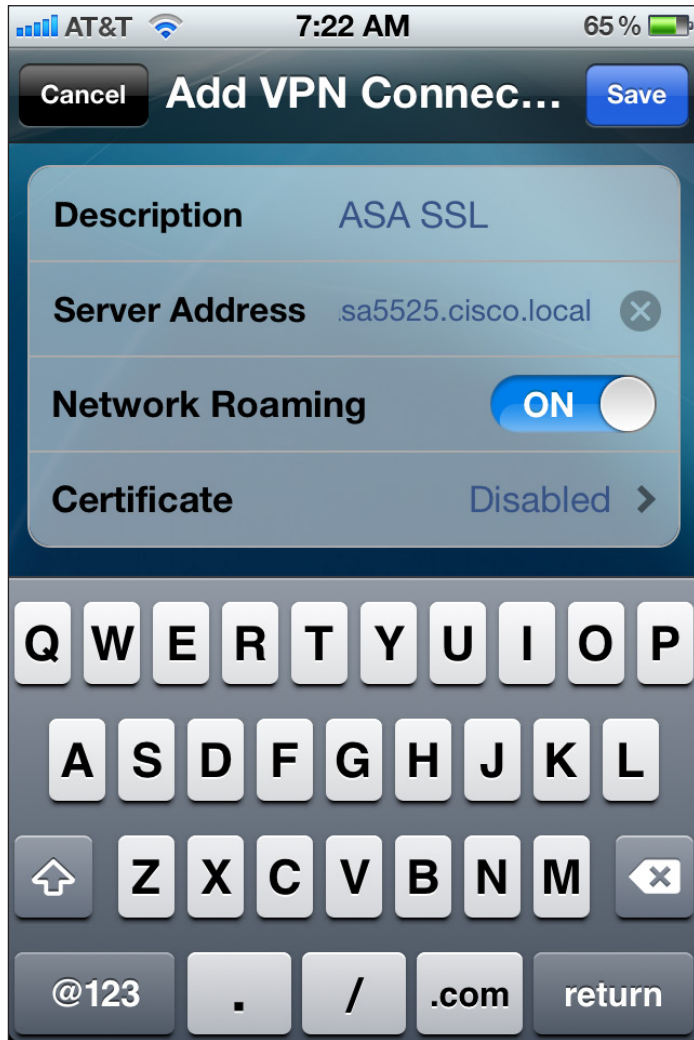 AT&T 7:22 AM 65 %
Cancel Add VPN Connec... Save
Description ASA SSL
Server Address .sa5525.cisco.local
Network Roaming ON
Certificate Disabled
Q W E R T Y U I O P
A S D F G H J K L
Z X C V B N M
@123 . / .com return